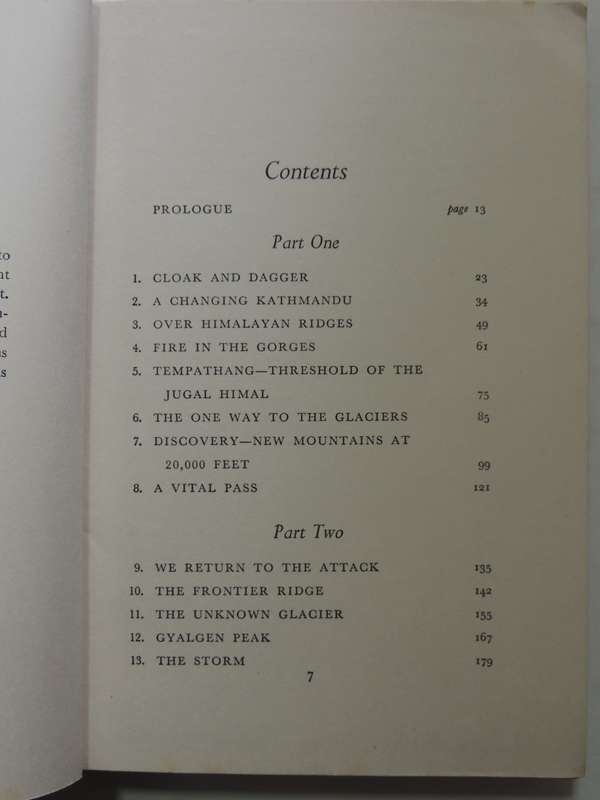 to
nt
t.
n-
d
us
is
Contents
PROLOGUE page 13
Part One
1. CLOAK AND DAGGER 23
2. A CHANGING KATHMANDU 34
3. OVER HIMALAYAN RIDGES 49
4. FIRE IN THE GORGES 61
5. TEMPATHANG—THRESHOLD OF THE
JUGAL HIMAL 75
6. THE ONE WAY TO THE GLACIERS 85
7. DISCOVERY—NEW MOUNTAINS AT
20,000 FEET 99
8. A VITAL PASS 121
Part Two
9. WE RETURN TO THE ATTACK 135
10. THE FRONTIER RIDGE 142
11. THE UNKNOWN GLACIER 155
12. GYALGEN PEAK 167
13. THE STORM 179
7